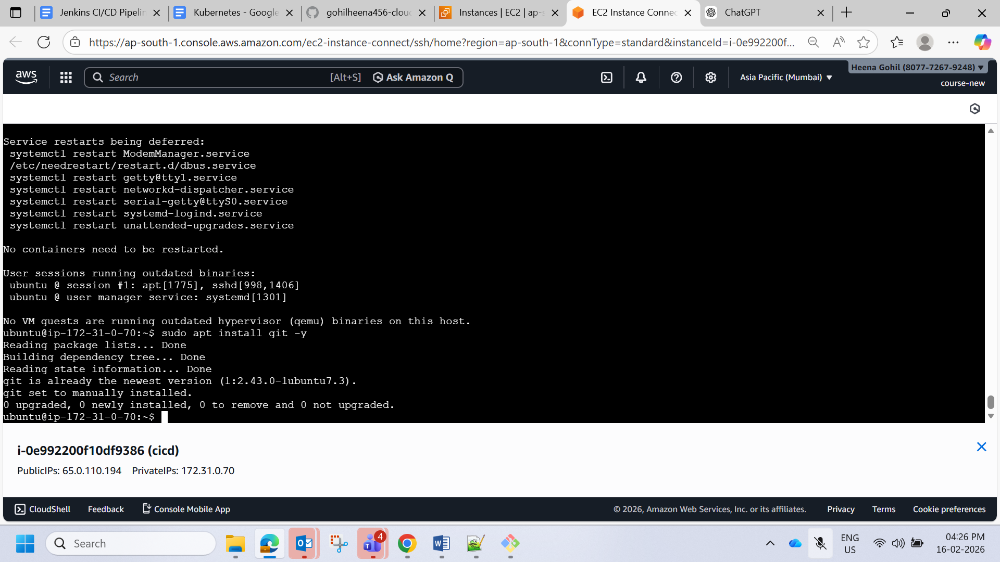 Jenkins CI/CD Pipelin
Kubernetes - Google
gohilheena456-cloud
Instances | EC2 | ap-s
EC2 Instance Connec
ChatGPT
https://ap-south-1.console.aws.amazon.com/ec2-instance-connect/ssh/home?region=ap-south-1&connType=standard&instanceId=i-0e992200f...
aws
Search
[Alt+S]
Ask Amazon Q
Asia Pacific (Mumbai)
Heena Gohil (8077-7267-9248)
course-new
Service restarts being deferred:
systemctl restart ModemManager.service
/etc/needrestart/restart.d/dbus.service
systemctl restart getty@tty1.service
systemctl restart networkd-dispatcher.service
systemctl restart serial-getty@ttyS0.service
systemctl restart systemd-logind.service
systemctl restart unattended-upgrades.service
No containers need to be restarted.
User sessions running outdated binaries:
ubuntu @ session #1: apt[1775], sshd[998,1406]
ubuntu @ user manager service: systemd[1301]
No VM guests are running outdated hypervisor (qemu) binaries on this host.
ubuntu@ip-172-31-0-70:~$ sudo apt install git -y
Reading package lists... Done
Building dependency tree... Done
Reading state information... Done
git is already the newest version (1:2.43.0-1ubuntu7.3).
git set to manually installed.
0 upgraded, 0 newly installed, 0 to remove and 0 not upgraded.
ubuntu@ip-172-31-0-70:~$
i-0e992200f10df9386 (cicd)
PublicIPs: 65.0.110.194 PrivateIPs: 172.31.0.70
CloudShell
Feedback
Console Mobile App
© 2026, Amazon Web Services, Inc. or its affiliates.
Privacy
Terms
Cookie preferences
Search
4
ENG
US
04:26 PM
16-02-2026